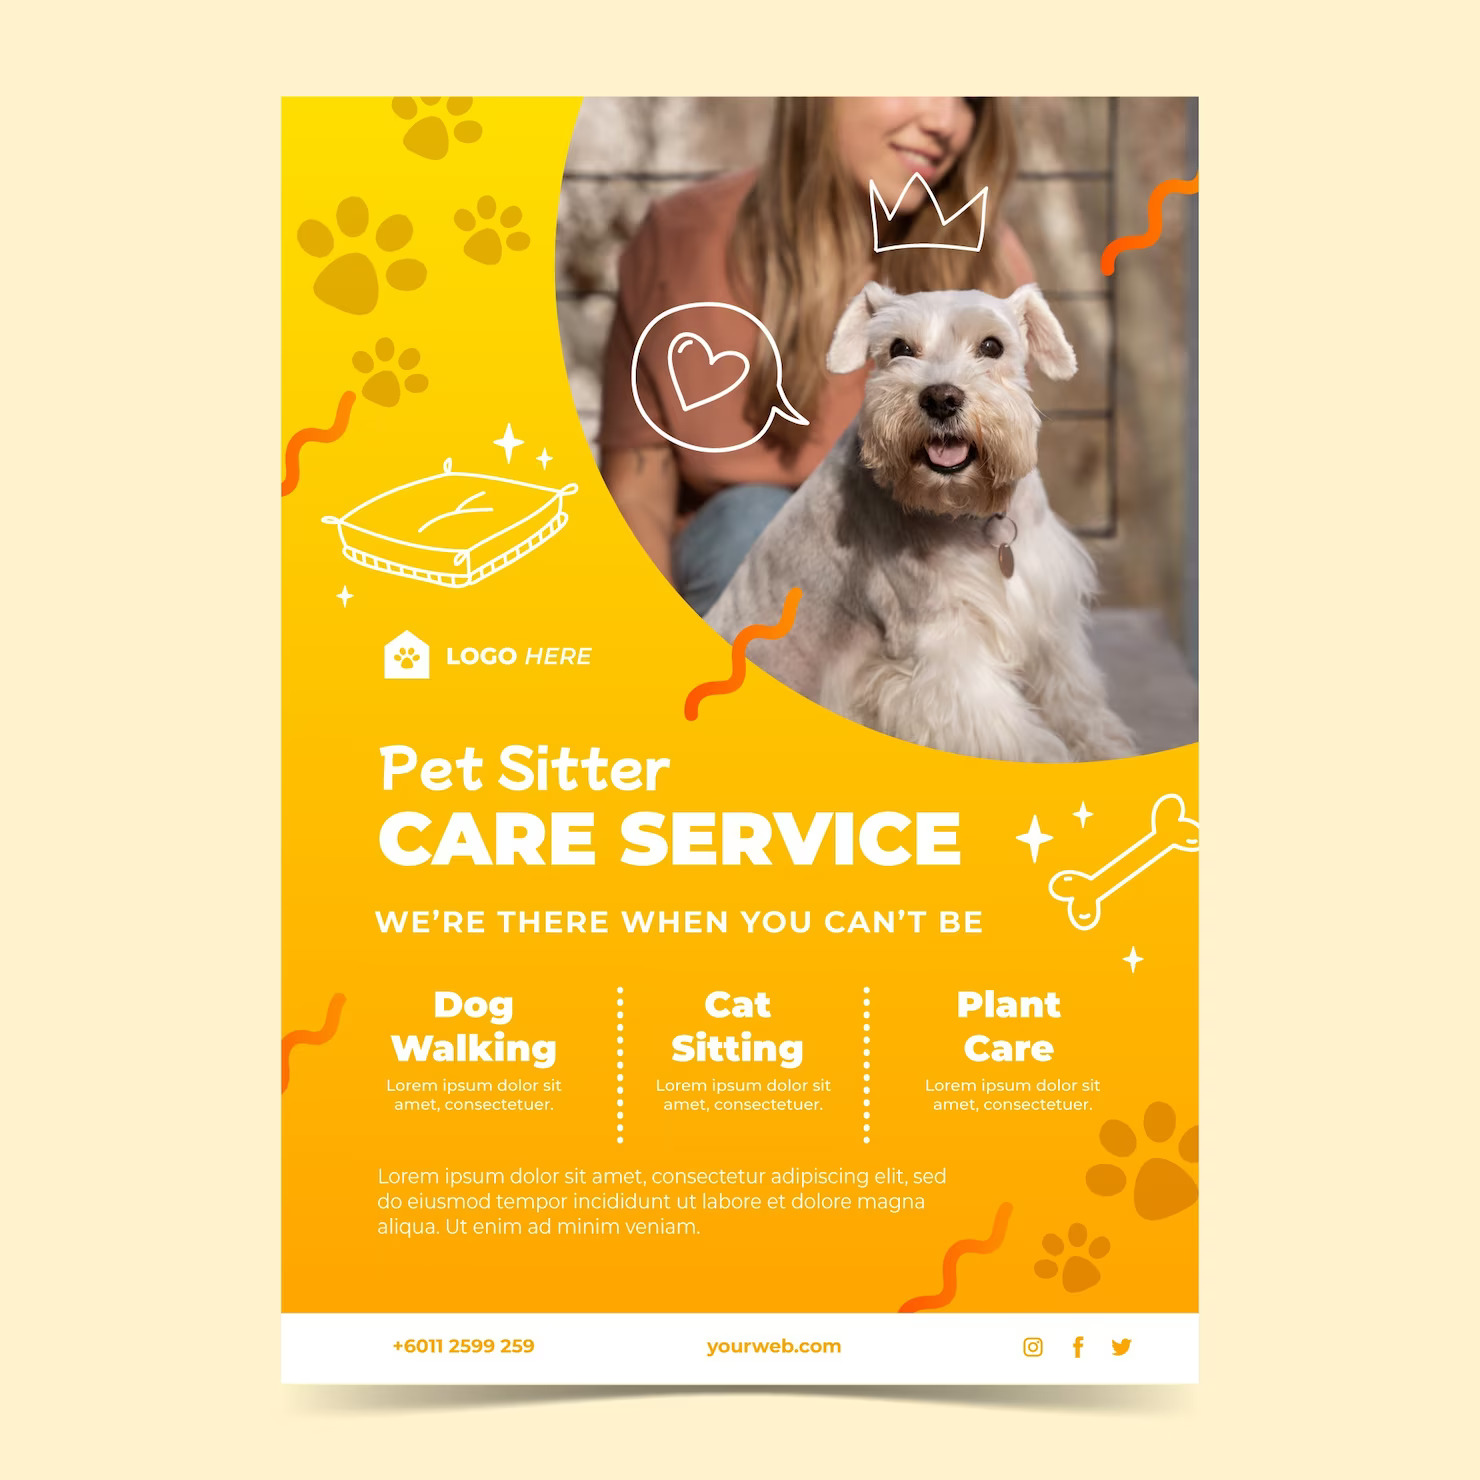 LOGO HERE
Pet Sitter
CARE SERVICE
WE’RE THERE WHEN YOU CAN’T BE
Dog
Walking
Lorem ipsum dolor sit
amet, consectetuer.
Cat
Sitting
Lorem ipsum dolor sit
amet, consectetuer.
Plant
Care
Lorem ipsum dolor sit
amet, consectetuer.
Lorem ipsum dolor sit amet, consectetur adipiscing elit, sed
do eiusmod tempor incididunt ut labore et dolore magna
aliqua. Ut enim ad minim veniam.
+6011 2599 259
yourweb.com